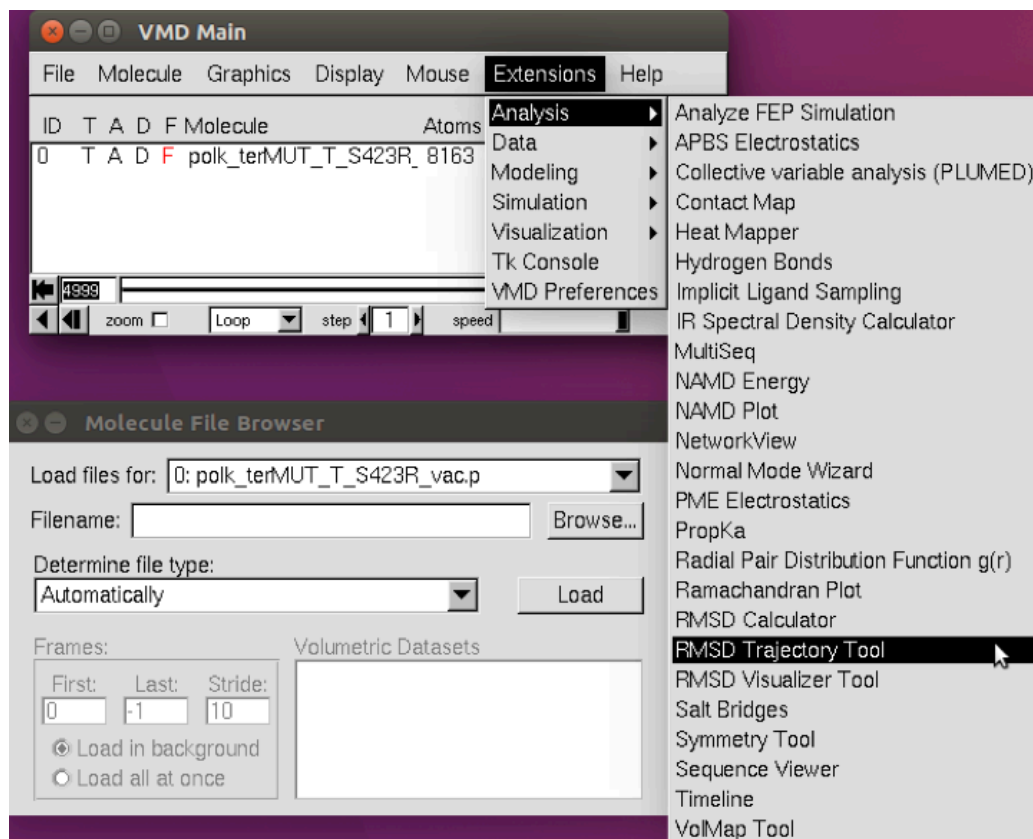 VMD Main
File Molecule Graphics Display Mouse Extensions Help
ID T A D F Molecule Atoms
0 T A D F polk_terMUT_T_S423R_ 8163
4999
zoom Loop step 1 speed
Analysis
Data
Modeling
Simulation
Visualization
Tk Console
VMD Preferences
Analyze FEP Simulation
APBS Electrostatics
Collective variable analysis (PLUMED)
Contact Map
Heat Mapper
Hydrogen Bonds
Implicit Ligand Sampling
IR Spectral Density Calculator
MultiSeq
NAMD Energy
NAMD Plot
NetworkView
Normal Mode Wizard
PME Electrostatics
PropKa
Radial Pair Distribution Function g(r)
Ramachandran Plot
RMSD Calculator
RMSD Trajectory Tool
RMSD Visualizer Tool
Salt Bridges
Symmetry Tool
Sequence Viewer
Timeline
VolMap Tool
Molecule File Browser
Load files for: 0: polk_terMUT_T_S423R_vac.p
Filename: Browse...
Determine file type:
Automatically Load
Frames: Volumetric Datasets
First: Last: Stride:
0 -1 10
Load in background
Load all at once